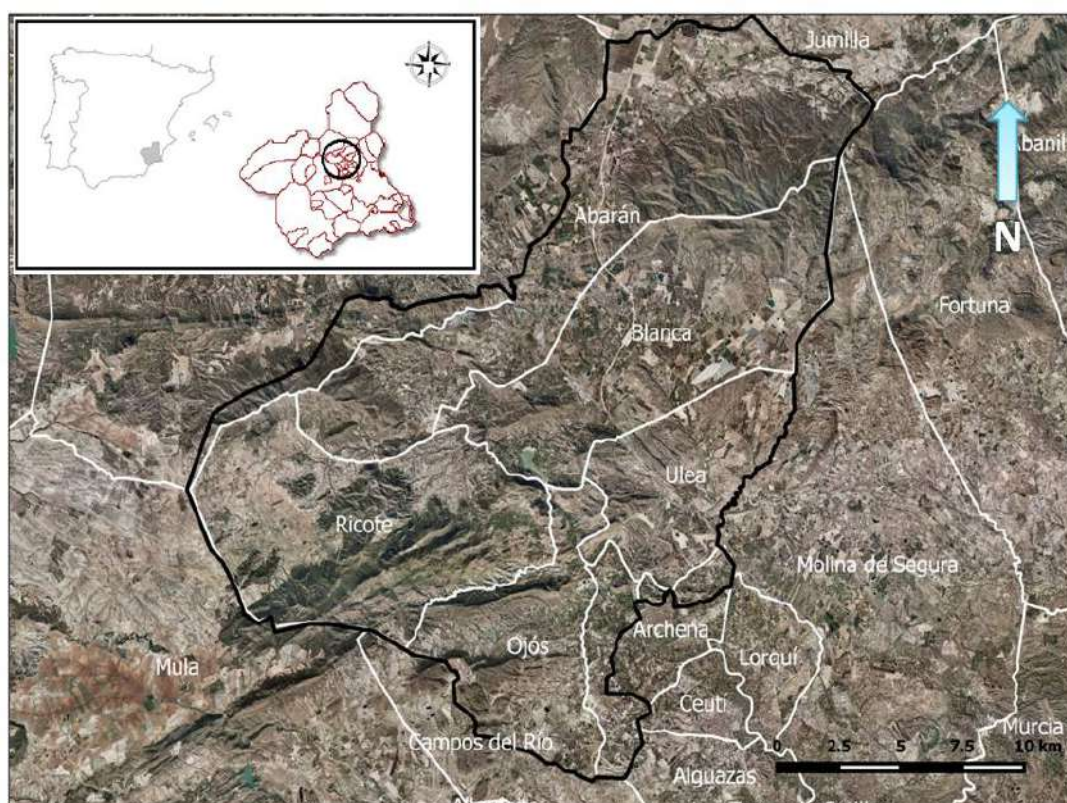 Jumilla
Abanil
N
Abarán
Fortuna
Blanca
Ulea
Ricote
Molina de Segura
Archena
Ojós
Lorquí
Mula
Ceutí
Murcia
Campos del Río
0 2.5 5 7.5 10 km
Alguazas